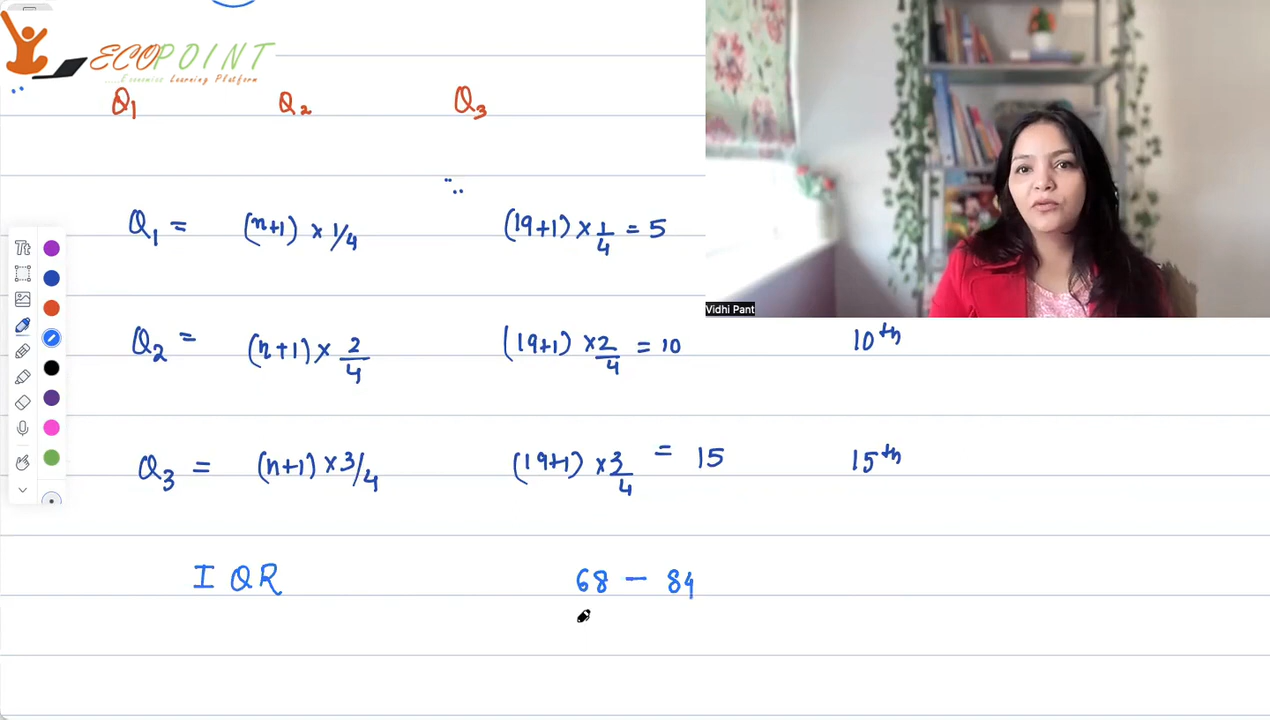 ECOPOINT
.....Economics Learning Platform
Q1 Q2 Q3
Q1 = (n+1) × 1/4 (19+1) × 1/4 = 5
Vidhi Pant
Q2 = (n+1) × 2/4 (19+1) × 2/4 = 10 10th
Q3 = (n+1) × 3/4 (19+1) × 3/4 = 15 15th
IQR 68 - 84
Tt